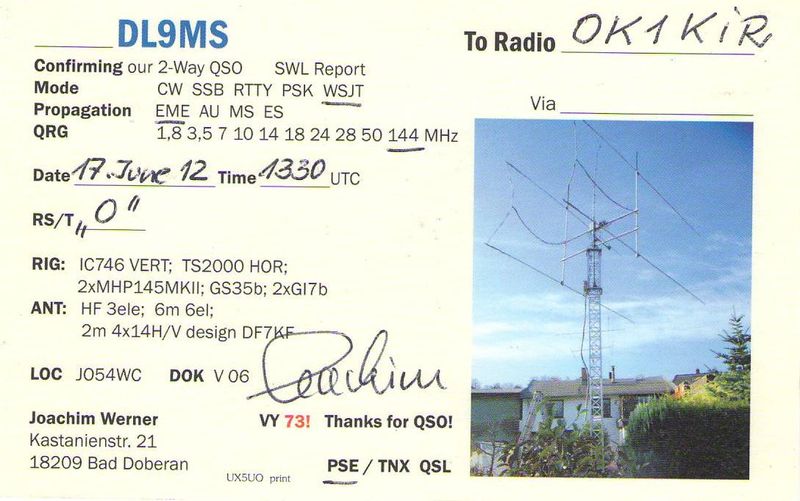 DL9MS
To Radio OK1KIR
Confirming our 2-Way QSO SWL Report
Mode CW SSB RTTY PSK WSJT
Via
Propagation EME AU MS ES
QRG 1,8 3,5 7 10 14 18 24 28 50 144 MHz
Date 17. June 12 Time 1330 UTC
RS/T „O“
RIG: IC746 VERT; TS2000 HOR;
2xMHP145MKII; GS35b; 2xGI7b
ANT: HF 3ele; 6m 6el;
2m 4x14H/V design DF7KF
LOC JO54WC DOK V 06
Joachim
Joachim Werner
VY 73! Thanks for QSO!
Kastanienstr. 21
18209 Bad Doberan
UX5UO print
PSE / TNX QSL